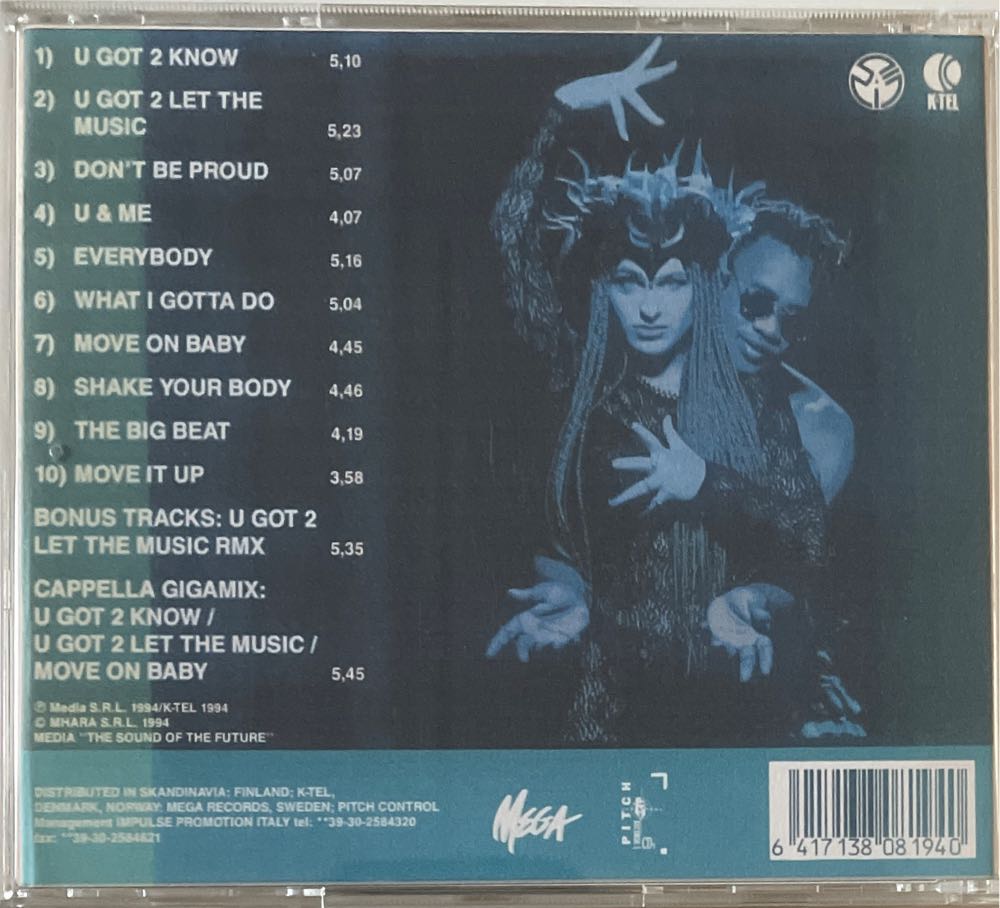 1) U GOT 2 KNOW 5,10
2) U GOT 2 LET THE
MUSIC 5,23
3) DON'T BE PROUD 5,07
4) U & ME 4,07
5) EVERYBODY 5,16
6) WHAT I GOTTA DO 5,04
7) MOVE ON BABY 4,45
8) SHAKE YOUR BODY 4,46
9) THE BIG BEAT 4,19
10) MOVE IT UP 3,58
BONUS TRACKS: U GOT 2
LET THE MUSIC RMX 5,35
CAPPELLA GIGAMIX:
U GOT 2 KNOW /
U GOT 2 LET THE MUSIC /
MOVE ON BABY 5,45
℗ Media S.R.L. 1994/K-TEL 1994
© MHARA S.R.L. 1994
MEDIA "THE SOUND OF THE FUTURE"
K-TEL
DISTRIBUTED IN SKANDINAVIA: FINLAND; K-TEL,
DENMARK, NORWAY: MEGA RECORDS, SWEDEN; PITCH CONTROL
Management IMPULSE PROMOTION ITALY tel: **39-30-2584320
fax: **39-30-2584621
MEGA
PITCH
6 417138 081940